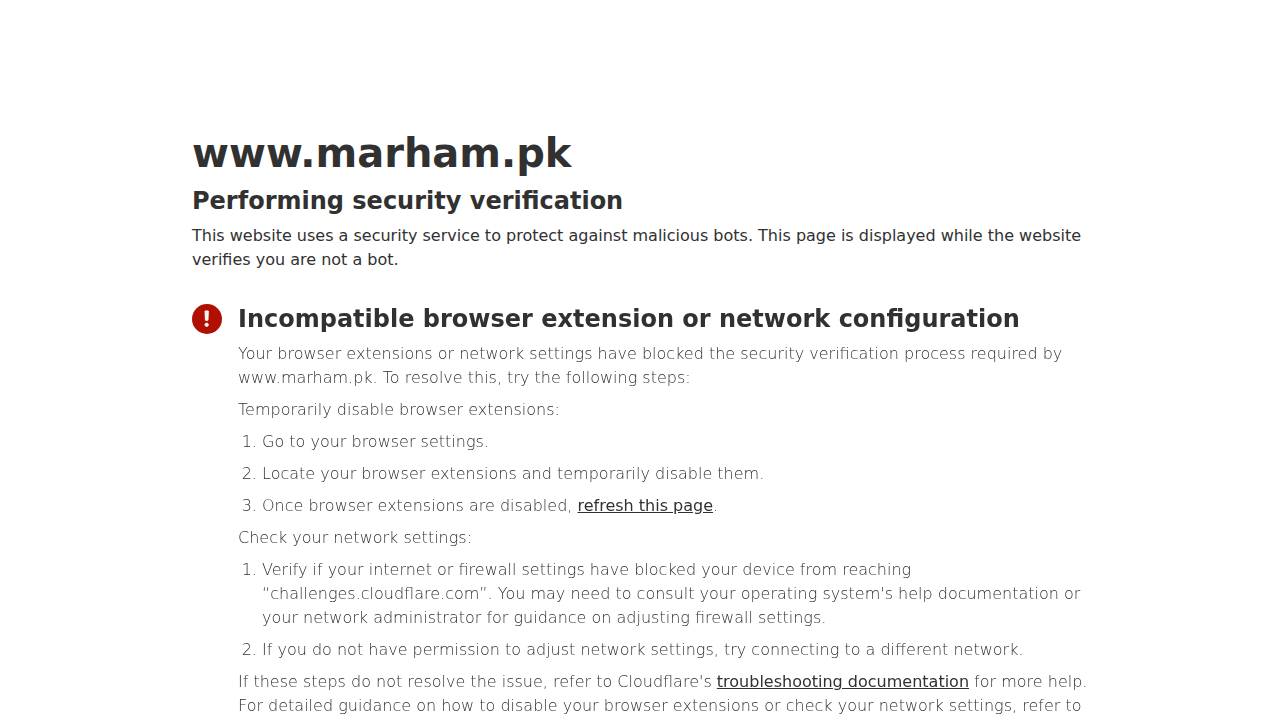 www.marham.pk
Performing security verification
This website uses a security service to protect against malicious bots. This page is displayed while the website
verifies you are not a bot.
Incompatible browser extension or network configuration
Your browser extensions or network settings have blocked the security verification process required by
www.marham.pk. To resolve this, try the following steps:
Temporarily disable browser extensions:
1. Go to your browser settings.
2. Locate your browser extensions and temporarily disable them.
3. Once browser extensions are disabled, refresh this page.
Check your network settings:
1. Verify if your internet or firewall settings have blocked your device from reaching
“challenges.cloudflare.com”. You may need to consult your operating system's help documentation or
your network administrator for guidance on adjusting firewall settings.
2. If you do not have permission to adjust network settings, try connecting to a different network.
If these steps do not resolve the issue, refer to Cloudflare's troubleshooting documentation for more help.
For detailed guidance on how to disable your browser extensions or check your network settings, refer to